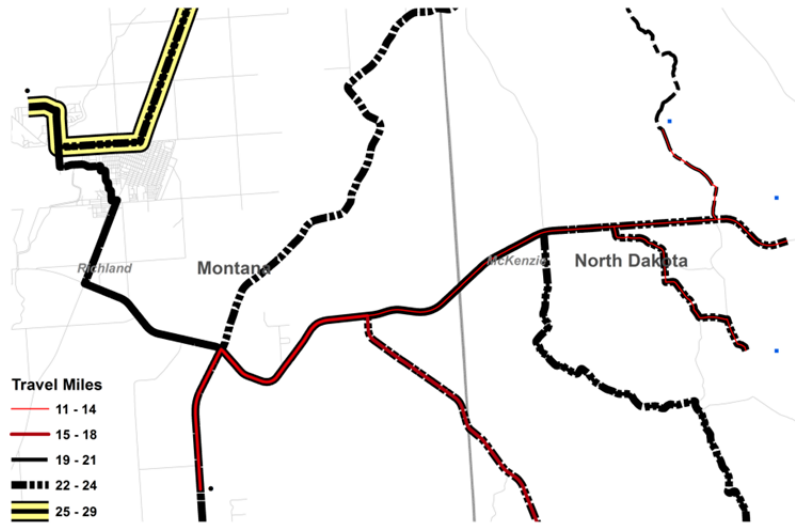 Richland
Montana
McKenzie
North Dakota
Travel Miles
11 - 14
15 - 18
19 - 21
22 - 24
25 - 29